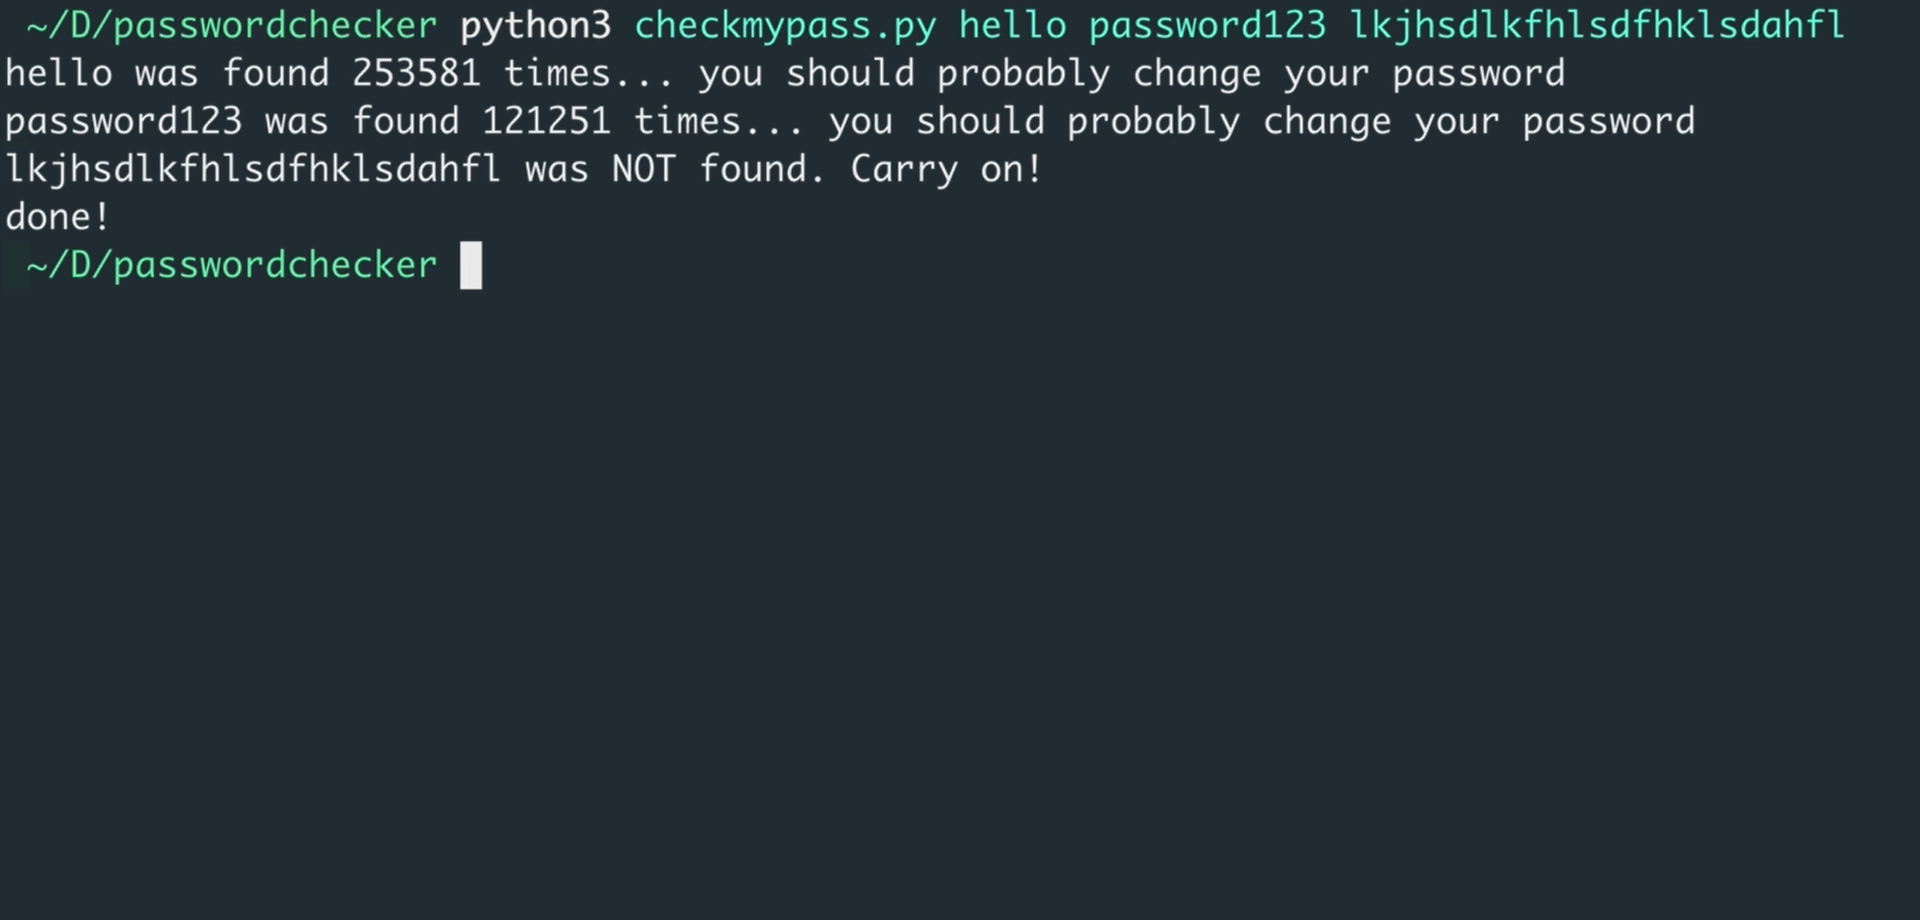 ~/D/passwordchecker python3 checkmypass.py hello password123 lkjhsdlkfhlsdfhklsdahfl
hello was found 253581 times... you should probably change your password
password123 was found 121251 times... you should probably change your password
lkjhsdlkfhlsdfhklsdahfl was NOT found. Carry on!
done!
~/D/passwordchecker